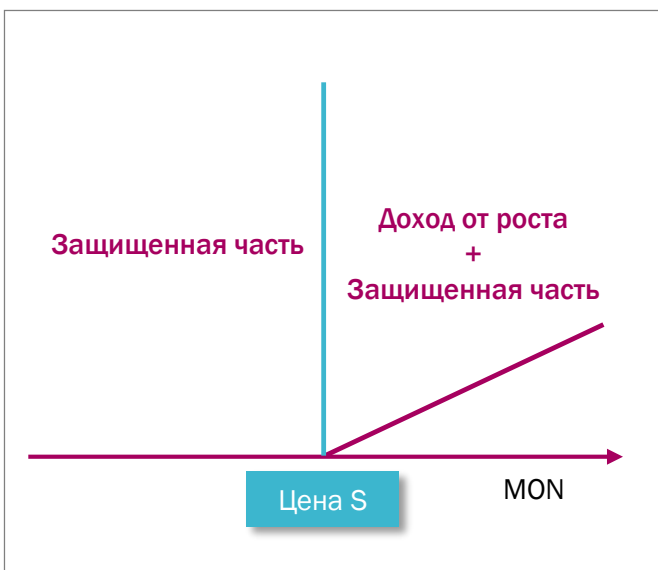 Защищенная часть
Доход от роста
+
Защищенная часть
Цена S
MON